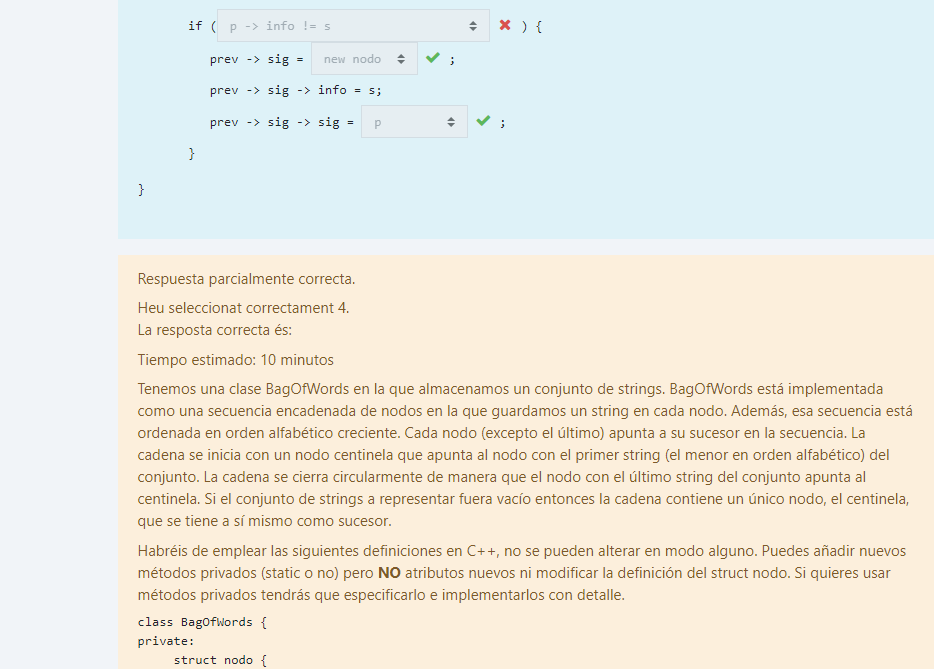 if ( p -> info != s ) {
prev -> sig = new nodo ;
prev -> sig -> info = s;
prev -> sig -> sig = p ;
}
}
Respuesta parcialmente correcta.
Heu seleccionat correctament 4.
La resposta correcta és:
Tiempo estimado: 10 minutos
Tenemos una clase BagOfWords en la que almacenamos un conjunto de strings. BagOfWords está implementada
como una secuencia encadenada de nodos en la que guardamos un string en cada nodo. Además, esa secuencia está
ordenada en orden alfabético creciente. Cada nodo (excepto el último) apunta a su sucesor en la secuencia. La
cadena se inicia con un nodo centinela que apunta al nodo con el primer string (el menor en orden alfabético) del
conjunto. La cadena se cierra circularmente de manera que el nodo con el último string del conjunto apunta al
centinela. Si el conjunto de strings a representar fuera vacío entonces la cadena contiene un único nodo, el centinela,
que se tiene a sí mismo como sucesor.
Habréis de emplear las siguientes definiciones en C++, no se pueden alterar en modo alguno. Puedes añadir nuevos
métodos privados (static o no) pero NO atributos nuevos ni modificar la definición del struct nodo. Si quieres usar
métodos privados tendrás que especificarlo e implementarlos con detalle.
class BagOfWords {
private:
struct nodo {